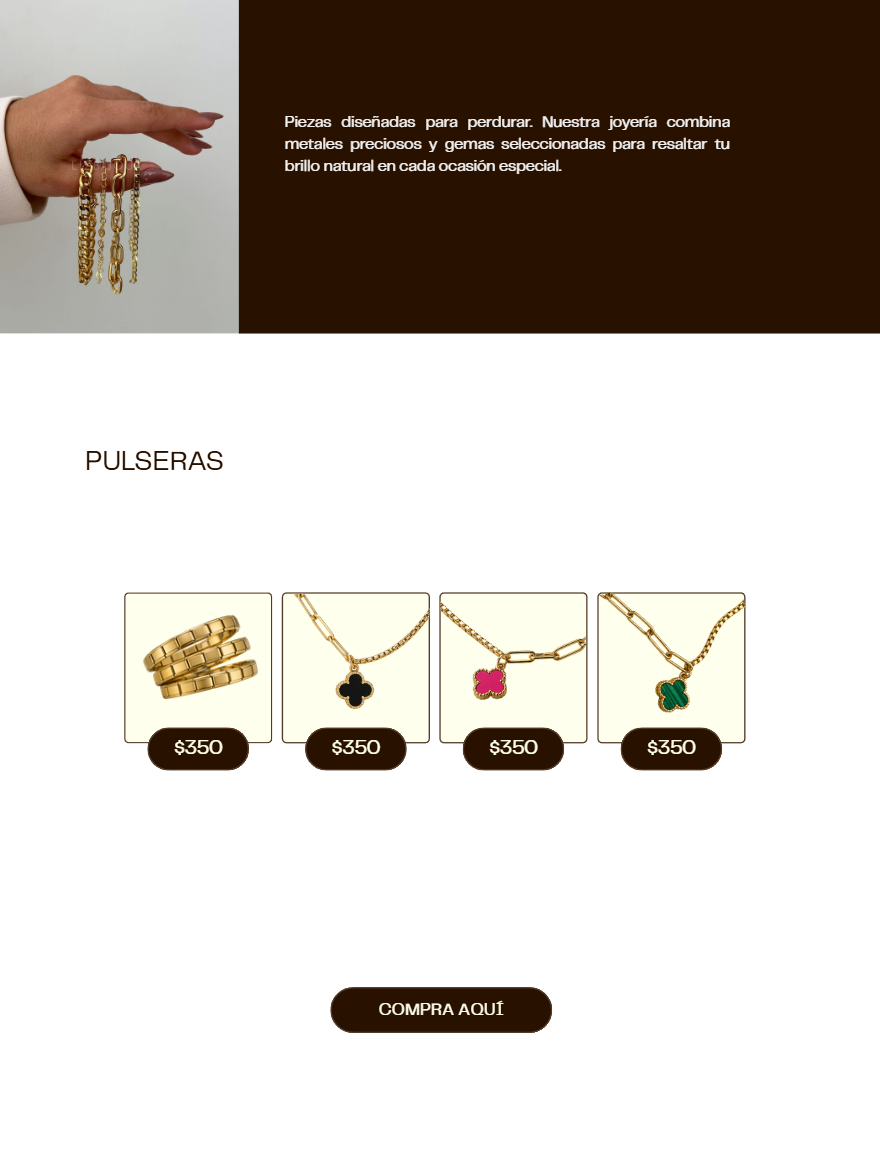 Piezas diseñadas para perdurar. Nuestra joyería combina
metales preciosos y gemas seleccionadas para resaltar tu
brillo natural en cada ocasión especial.
PULSERAS
$350
$350
$350
$350
COMPRA AQUÍ